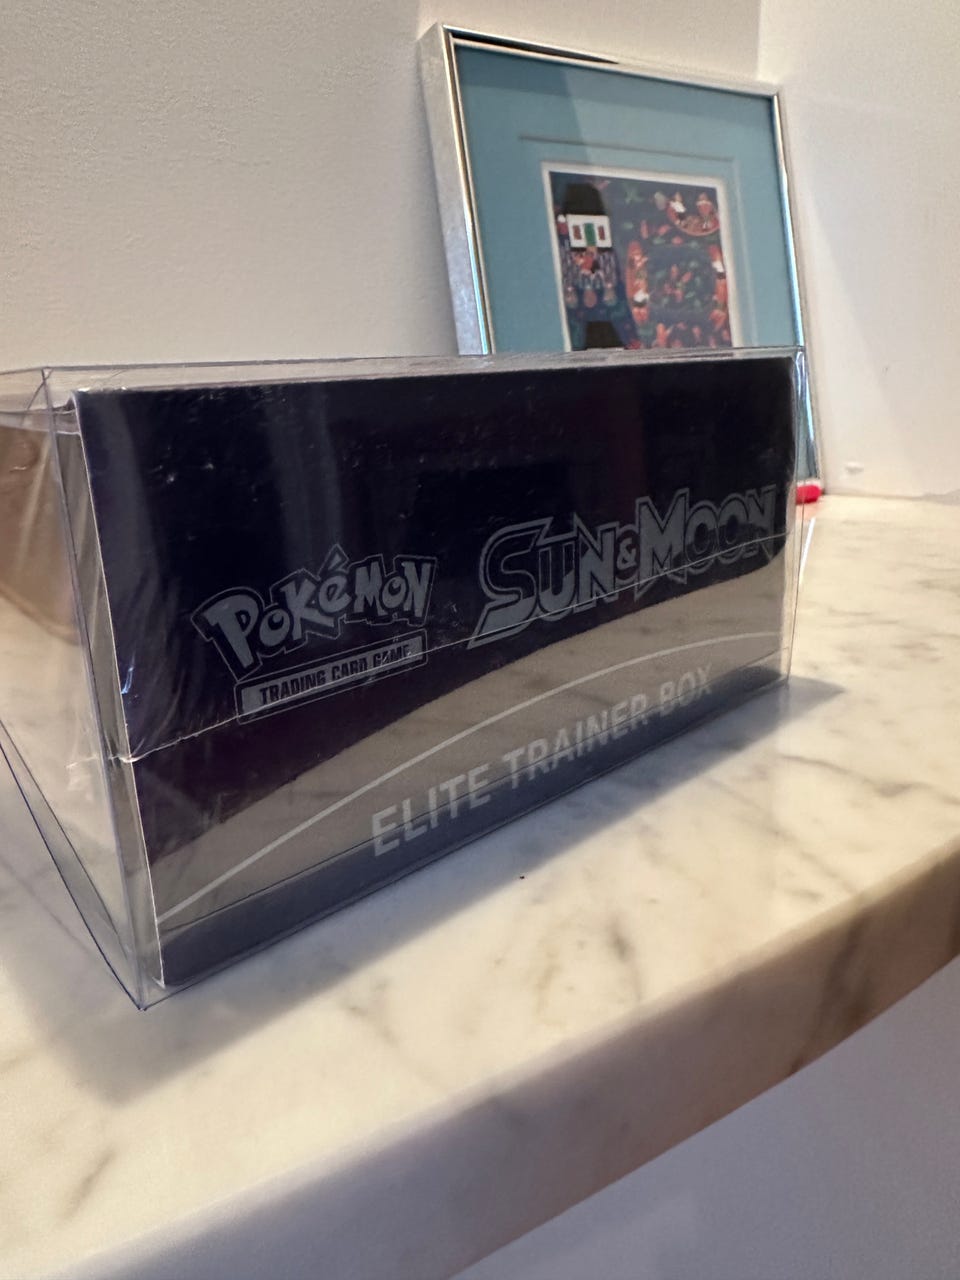 Pokémon
TRADING CARD GAME
SUN & MOON
ELITE TRAINER BOX